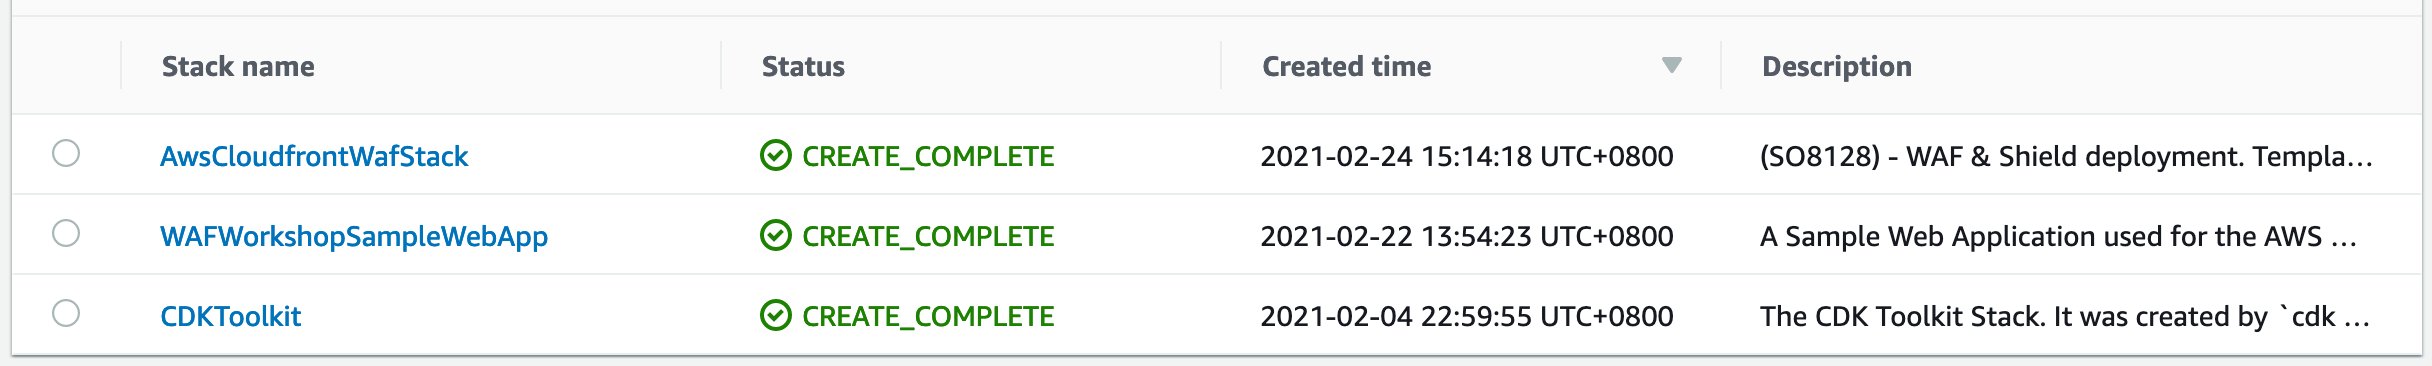 Stack name Status Created time Description
AwsCloudfrontWafStack CREATE_COMPLETE 2021-02-24 15:14:18 UTC+0800 (SO8128) - WAF & Shield deployment. Templa...
WAFWorkshopSampleWebApp CREATE_COMPLETE 2021-02-22 13:54:23 UTC+0800 A Sample Web Application used for the AWS ...
CDKToolkit CREATE_COMPLETE 2021-02-04 22:59:55 UTC+0800 The CDK Toolkit Stack. It was created by `cdk ...